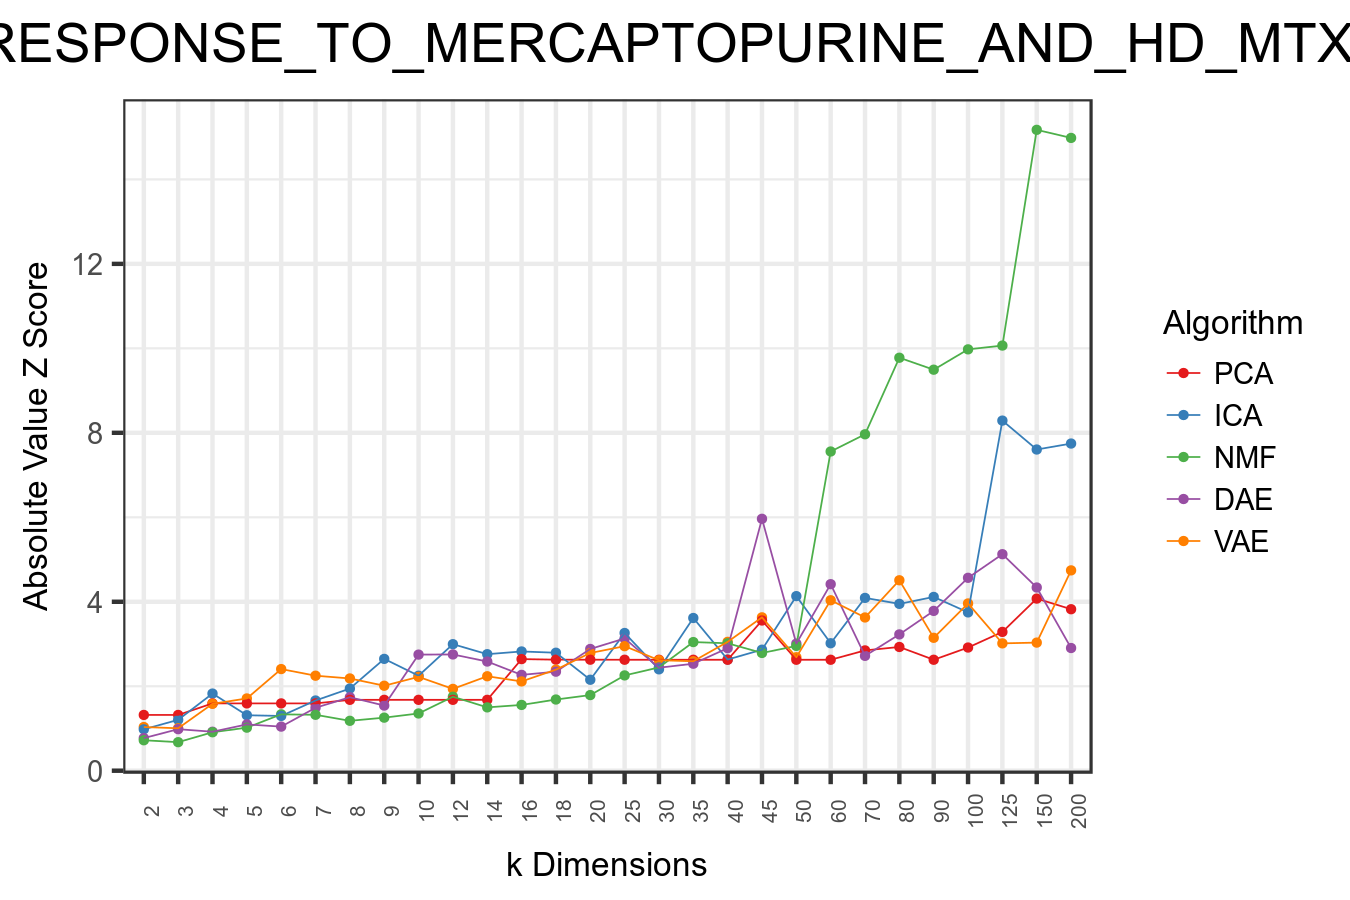 RESPONSE_TO_MERCAPTOPURINE_AND_HD_MTX
Absolute Value Z Score
12
8
4
0
2 3 4 5 6 7 8 9 10 12 14 16 18 20 25 30 35 40 45 50 60 70 80 90 100 125 150 200
k Dimensions
Algorithm
PCA
ICA
NMF
DAE
VAE